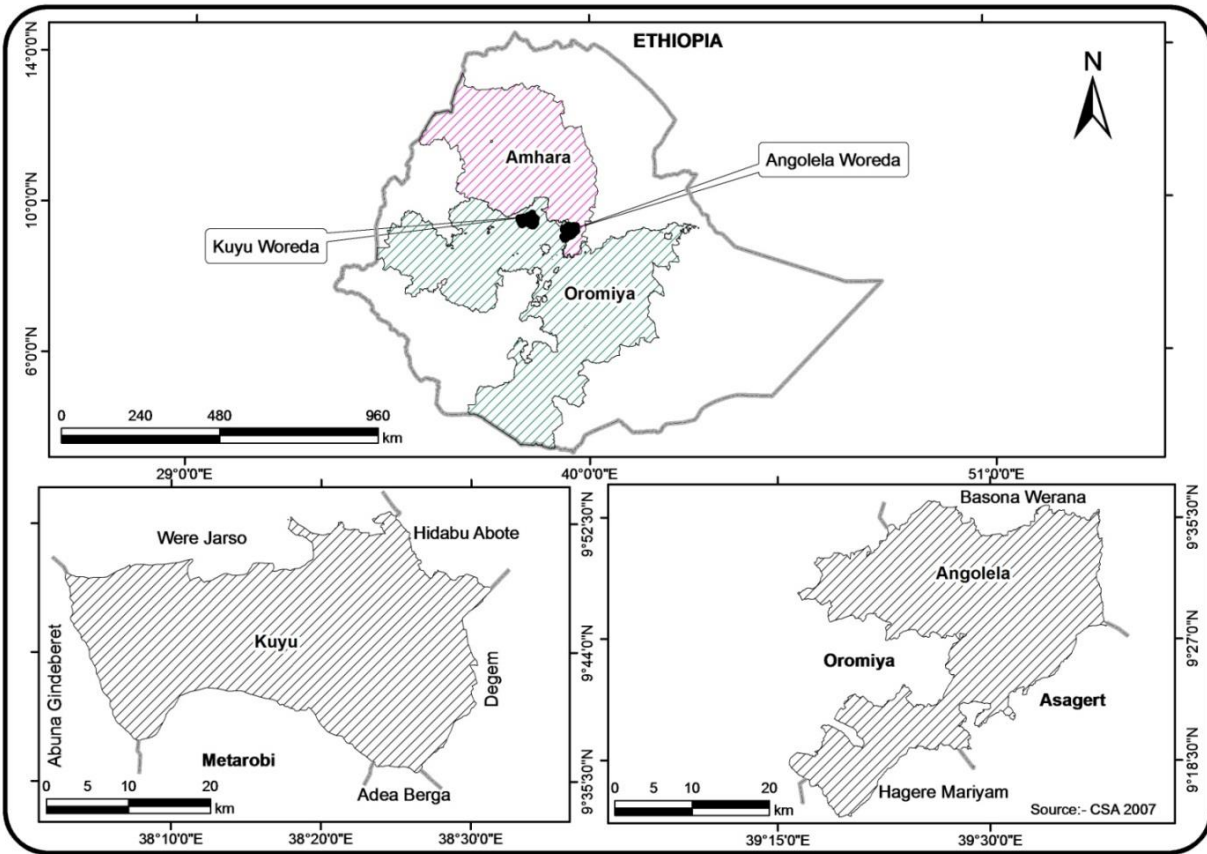 ETHIOPIA
N
14°0'0"N
10°0'0"N
6°0'0"N
Amhara
Angolela Woreda
Kuyu Woreda
Oromiya
0 240 480 960
km
29°0'0"E 40°0'0"E 51°0'0"E
Were Jarso
Hidabu Abote
Kuyu
Abuna Gindeberet
Degem
Metarobi
Adea Berga
0 5 10 20
km
9°52'30"N
9°44'0"N
9°35'30"N
38°10'0"E 38°20'0"E 38°30'0"E
Basona Werana
Angolela
Oromiya
Asagert
Hagere Mariyam
0 5 10 20
km
Source:- CSA 2007
9°35'30"N
9°27'0"N
9°18'30"N
39°15'0"E 39°30'0"E